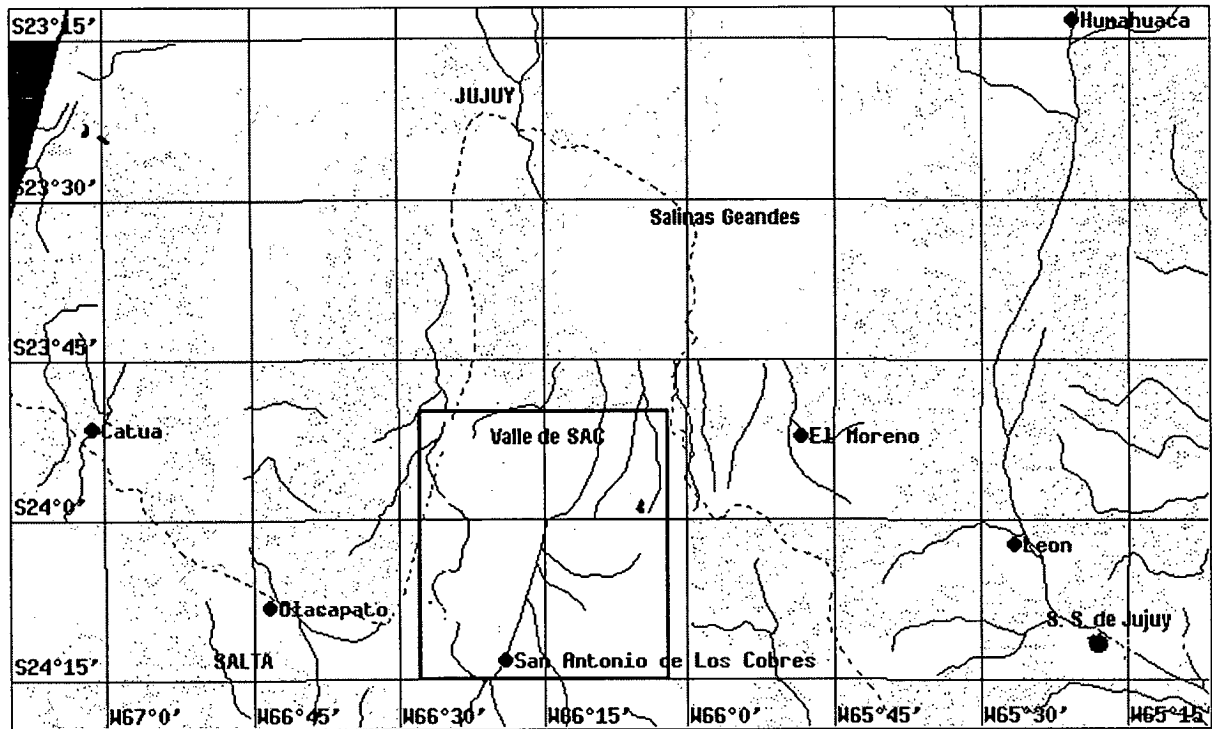 S23°15′
Humahuaca
JUJUY
S23°30′
Salinas Geandes
S23°45′
Catua
Valle de SAC
El Moreno
S24°0′
Leon
Olacapato
S. S. de Jujuy
SALTA
San Antonio de Los Cobres
S24°15′
W67°0′
W66°45′
W66°30′
W66°15′
W66°0′
W65°45′
W65°30′
W65°15′